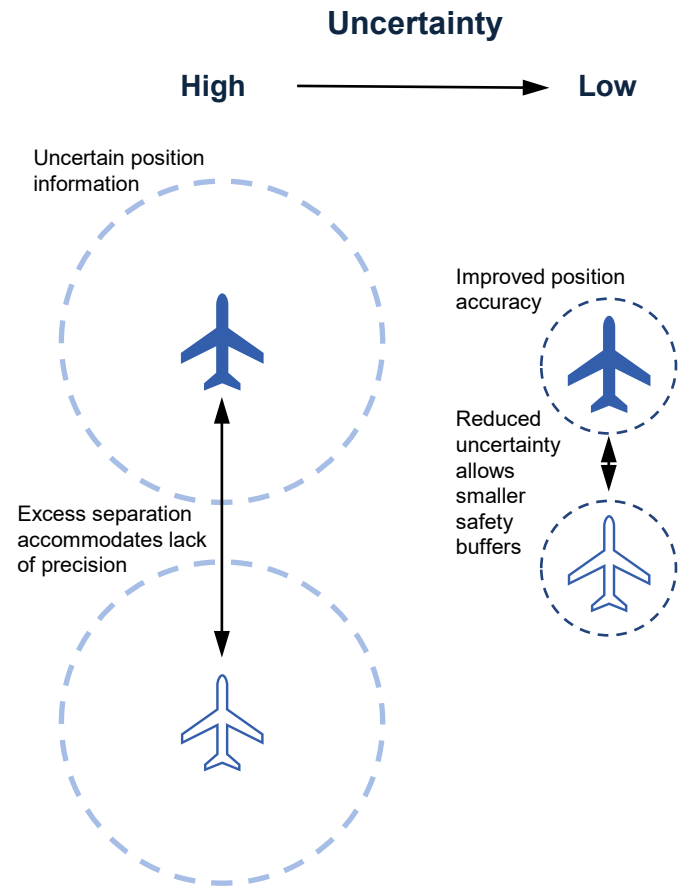 Uncertainty
High
Low
Uncertain position
information
Improved position
accuracy
Reduced
uncertainty
allows
smaller
safety
buffers
Excess separation
accommodates lack
of precision